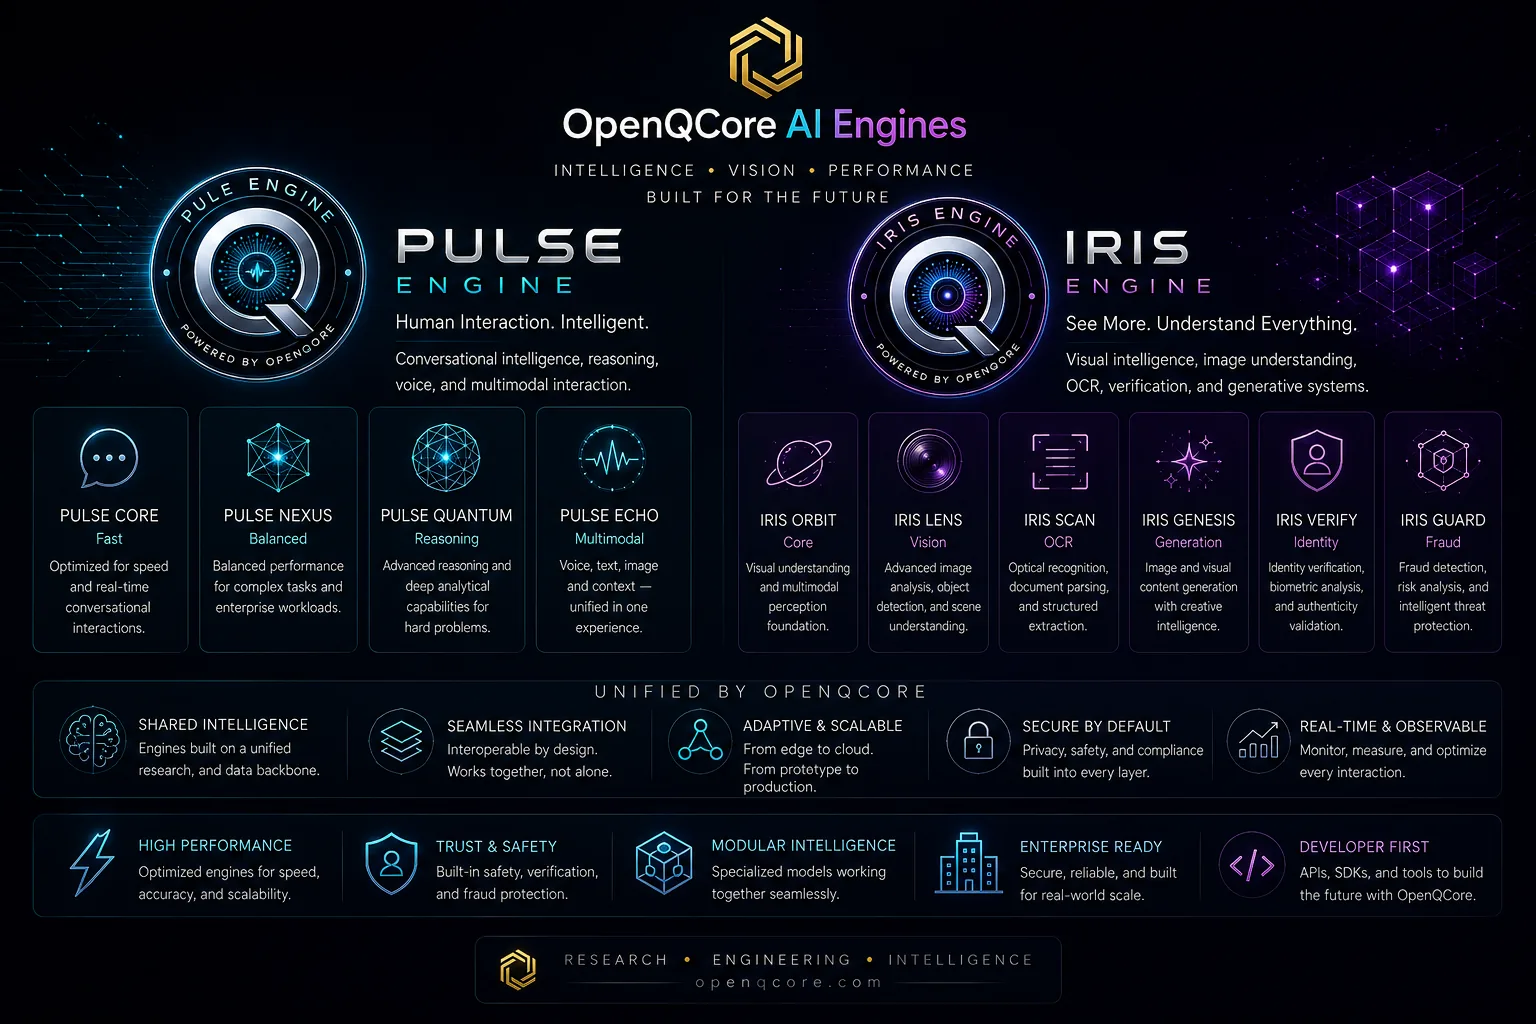 OpenQCore AI Engines
INTELLIGENCE • VISION • PERFORMANCE
BUILT FOR THE FUTURE
PULE ENGINE
POWERED BY OPENQORE
PULSE
ENGINE
Human Interaction. Intelligent.
Conversational intelligence, reasoning,
voice, and multimodal interaction.
IRIS ENGINE
POWERED BY OPENQORE
IRIS
ENGINE
See More. Understand Everything.
Visual intelligence, image understanding,
OCR, verification, and generative systems.
PULSE CORE
Fast
Optimized for speed
and real-time
conversational
interactions.
PULSE NEXUS
Balanced
Balanced performance
for complex tasks and
enterprise workloads.
PULSE QUANTUM
Reasoning
Advanced reasoning and
deep analytical
capabilities for
hard problems.
PULSE ECHO
Multimodal
Voice, text, image
and context —
unified in one
experience.
IRIS ORBIT
Core
Visual understanding
and multimodal
perception
foundation.
IRIS LENS
Vision
Advanced image
analysis, object
detection, and scene
understanding.
IRIS SCAN
OCR
Optical recognition,
document parsing,
and structured
extraction.
IRIS GENESIS
Generation
Image and visual
content generation
with creative
intelligence.
IRIS VERIFY
Identity
Identity verification,
biometric analysis,
and authenticity
validation.
IRIS GUARD
Fraud
Fraud detection,
risk analysis, and
intelligent threat
protection.
UNIFIED BY OPENQCORE
SHARED INTELLIGENCE
Engines built on a unified
research, and data backbone.
SEAMLESS INTEGRATION
Interoperable by design.
Works together, not alone.
ADAPTIVE & SCALABLE
From edge to cloud.
From prototype to
production.
SECURE BY DEFAULT
Privacy, safety, and compliance
built into every layer.
REAL-TIME & OBSERVABLE
Monitor, measure, and optimize
every interaction.
HIGH PERFORMANCE
Optimized engines for speed,
accuracy, and scalability.
TRUST & SAFETY
Built-in safety, verification,
and fraud protection.
MODULAR INTELLIGENCE
Specialized models working
together seamlessly.
ENTERPRISE READY
Secure, reliable, and built
for real-world scale.
DEVELOPER FIRST
APIs, SDKs, and tools to build
the future with OpenQCore.
RESEARCH • ENGINEERING • INTELLIGENCE
openqcore.com